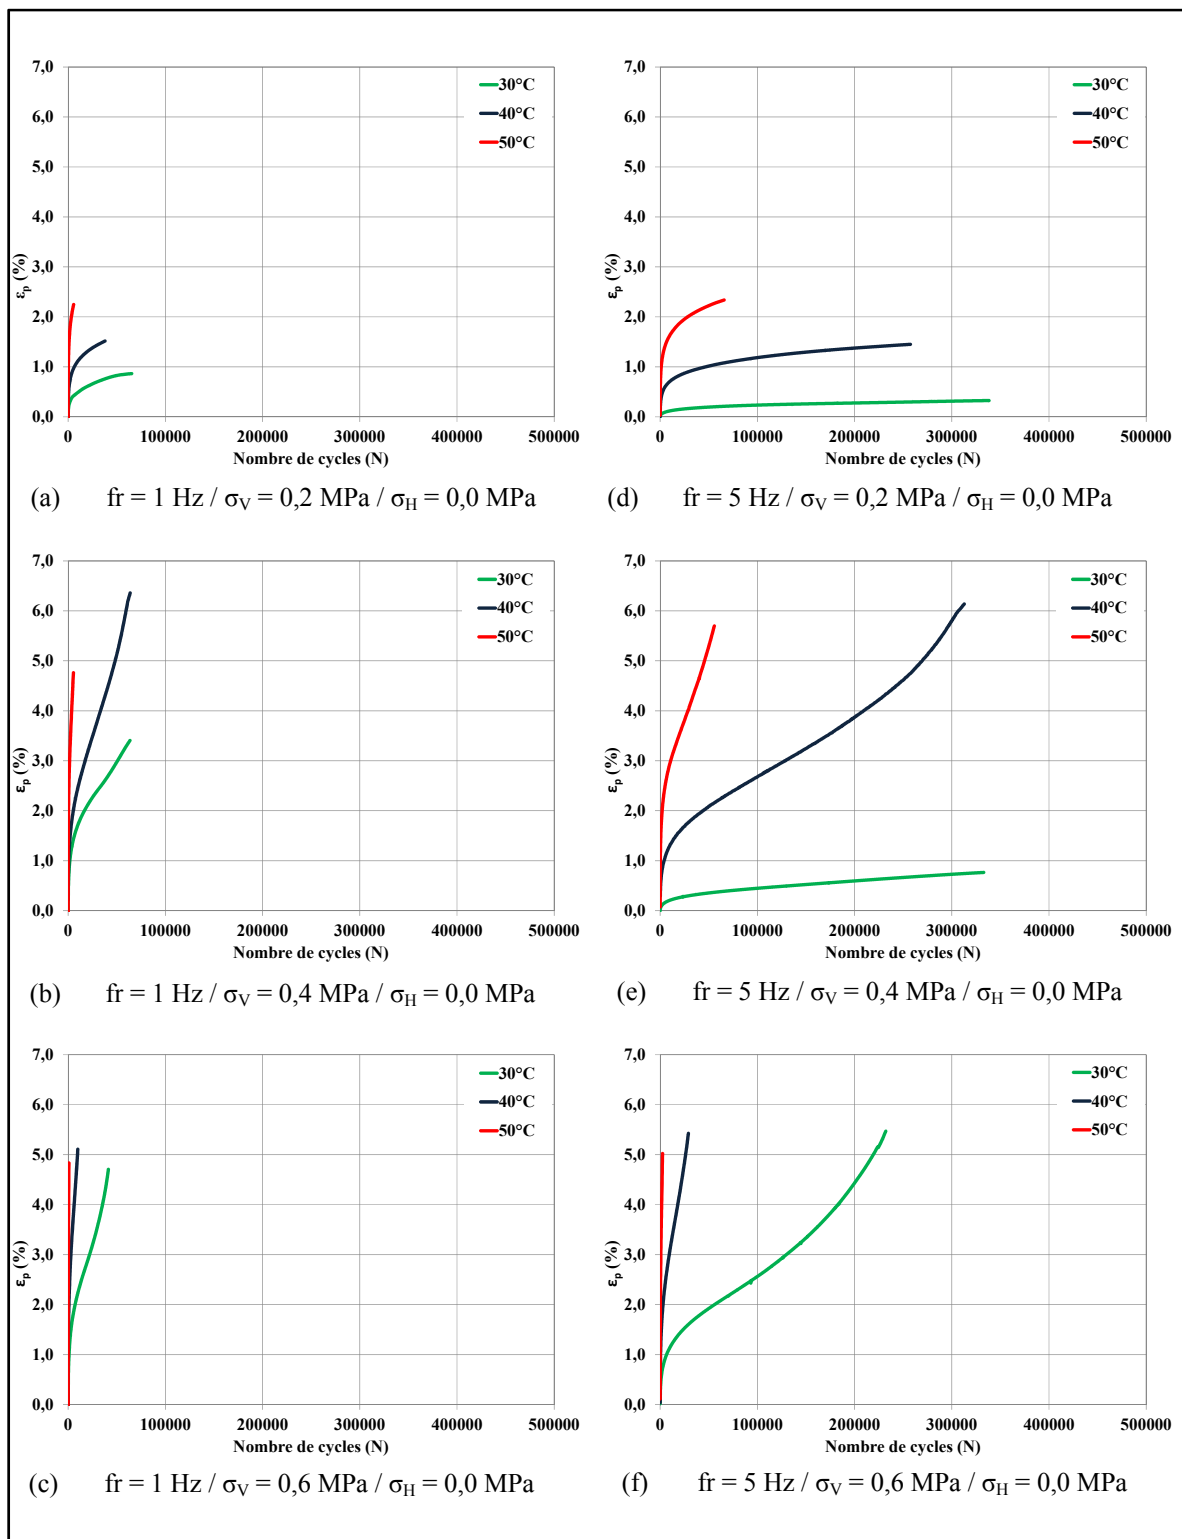 7,0
6,0
5,0
4,0
3,0
2,0
1,0
0,0
εp (%)
30°C
40°C
50°C
0 100000 200000 300000 400000 500000
Nombre de cycles (N)
(a) fr = 1 Hz / σV = 0,2 MPa / σH = 0,0 MPa
7,0
6,0
5,0
4,0
3,0
2,0
1,0
0,0
εp (%)
30°C
40°C
50°C
0 100000 200000 300000 400000 500000
Nombre de cycles (N)
(d) fr = 5 Hz / σV = 0,2 MPa / σH = 0,0 MPa
7,0
6,0
5,0
4,0
3,0
2,0
1,0
0,0
εp (%)
30°C
40°C
50°C
0 100000 200000 300000 400000 500000
Nombre de cycles (N)
(b) fr = 1 Hz / σV = 0,4 MPa / σH = 0,0 MPa
7,0
6,0
5,0
4,0
3,0
2,0
1,0
0,0
εp (%)
30°C
40°C
50°C
0 100000 200000 300000 400000 500000
Nombre de cycles (N)
(e) fr = 5 Hz / σV = 0,4 MPa / σH = 0,0 MPa
7,0
6,0
5,0
4,0
3,0
2,0
1,0
0,0
εp (%)
30°C
40°C
50°C
0 100000 200000 300000 400000 500000
Nombre de cycles (N)
(c) fr = 1 Hz / σV = 0,6 MPa / σH = 0,0 MPa
7,0
6,0
5,0
4,0
3,0
2,0
1,0
0,0
εp (%)
30°C
40°C
50°C
0 100000 200000 300000 400000 500000
Nombre de cycles (N)
(f) fr = 5 Hz / σV = 0,6 MPa / σH = 0,0 MPa